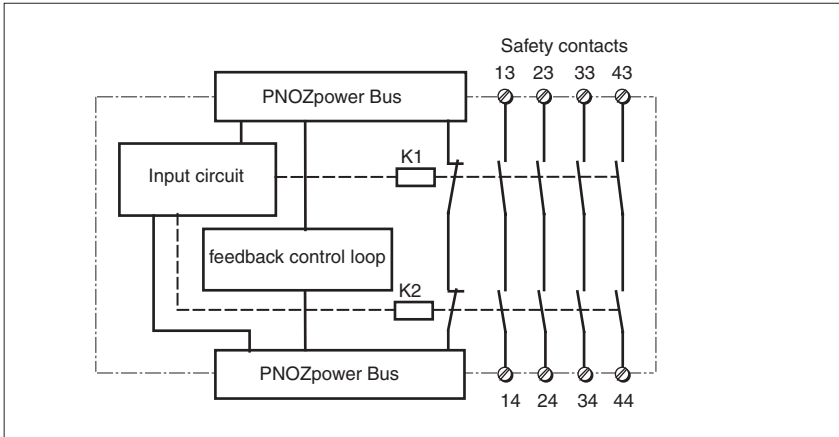 Safety contacts
13 23 33 43
PNOZpower Bus
K1
Input circuit
feedback control loop
K2
PNOZpower Bus
14 24 34 44